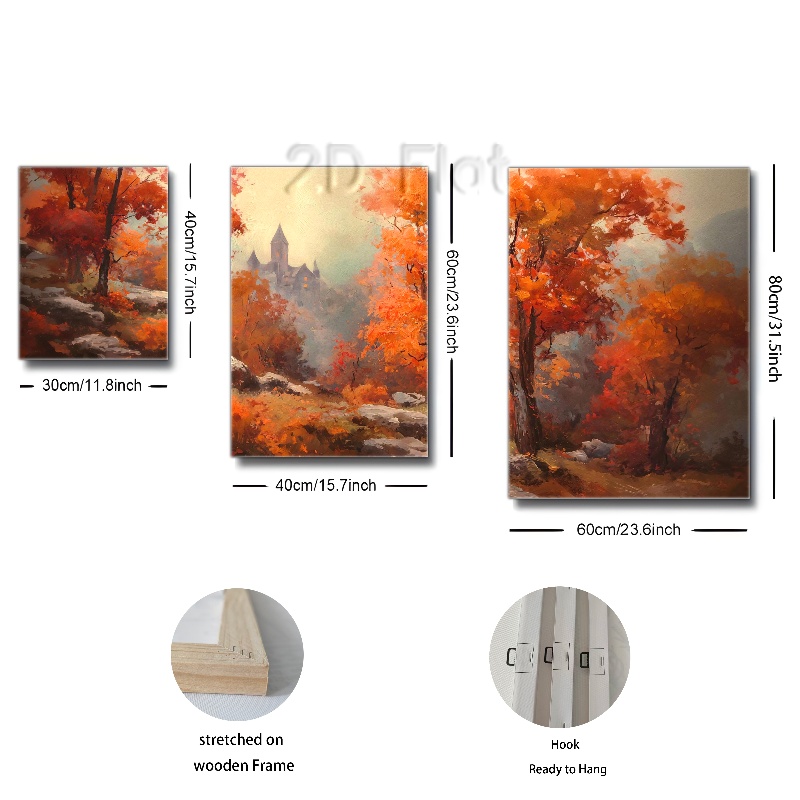 2D Flat
40cm/15.7inch
60cm/23.6inch
80cm/31.5inch
30cm/11.8inch
40cm/15.7inch
60cm/23.6inch
stretched on
wooden Frame
Hook
Ready to Hang